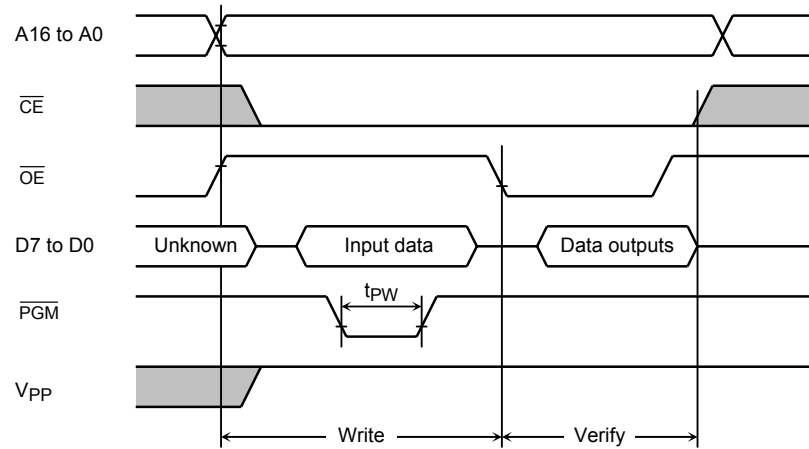 A16 to A0
CE
OE
D7 to D0 Unknown Input data Data outputs
tPW
PGM
VPP
Write Verify